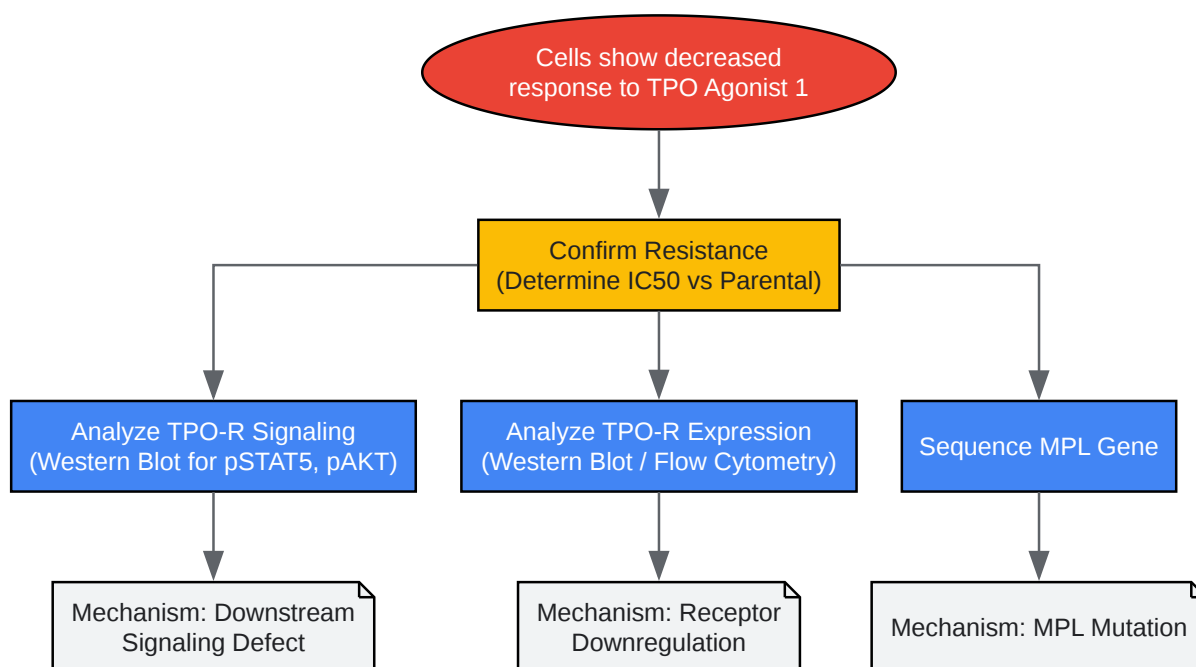 Cells show decreased
response to TPO Agonist 1
Confirm Resistance
(Determine IC50 vs Parental)
Analyze TPO-R Signaling
(Western Blot for pSTAT5, pAKT)
Analyze TPO-R Expression
(Western Blot / Flow Cytometry)
Sequence MPL Gene
Mechanism: Downstream
Signaling Defect
Mechanism: Receptor
Downregulation
Mechanism: MPL Mutation